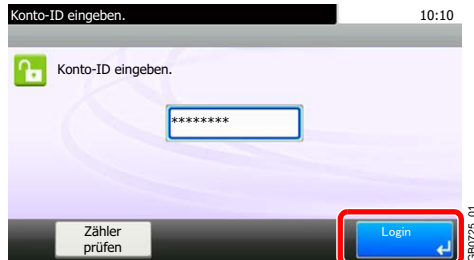 Konto-ID eingeben.
10:10
Konto-ID eingeben.
********
Zähler
prüfen
Login
GB0725_01